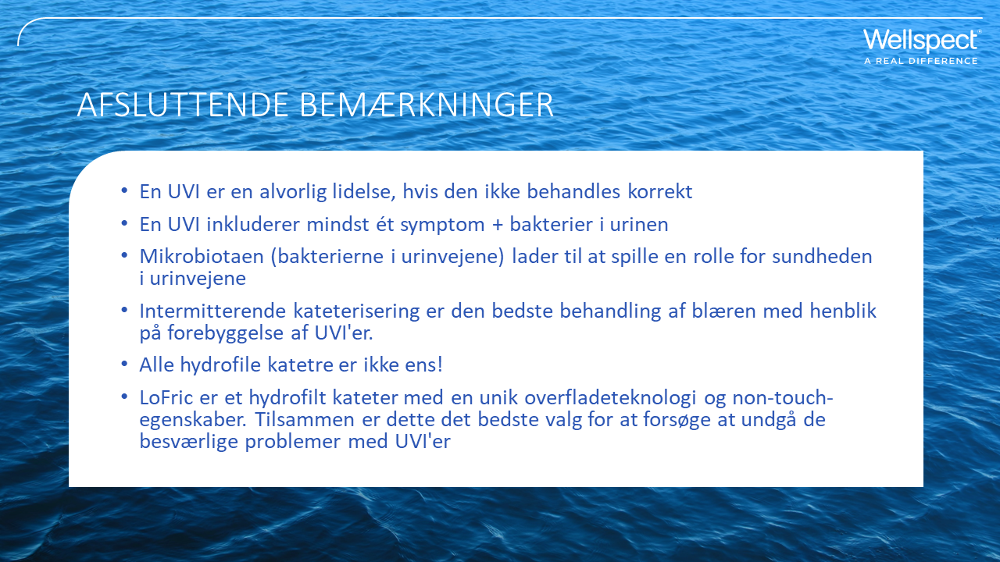 Wellspect®
A REAL DIFFERENCE
AFSLUTTENDE BEMÆRKNINGER
• En UVI er en alvorlig lidelse, hvis den ikke behandles korrekt
• En UVI inkluderer mindst ét symptom + bakterier i urinen
• Mikrobiotaen (bakterierne i urinvejene) lader til at spille en rolle for sundheden
i urinvejene
• Intermitterende kateterisering er den bedste behandling af blæren med henblik
på forebyggelse af UVI'er.
• Alle hydrofile katetre er ikke ens!
• LoFric er et hydrofilt kateter med en unik overfladeteknologi og non-touch-
egenskaber. Tilsammen er dette det bedste valg for at forsøge at undgå de
besværlige problemer med UVI'er